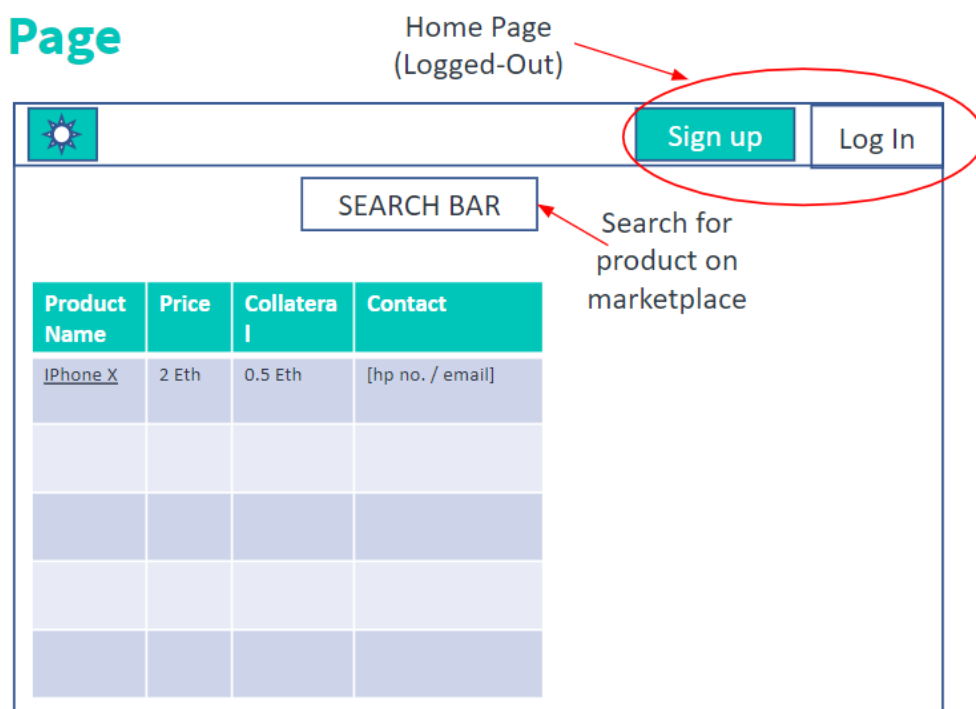 Page
Home Page
(Logged-Out)
Sign up
Log In
SEARCH BAR
Search for
product on
marketplace
Product
Name
Price
Collatera
l
Contact
IPhone X
2 Eth
0.5 Eth
[hp no. / email]